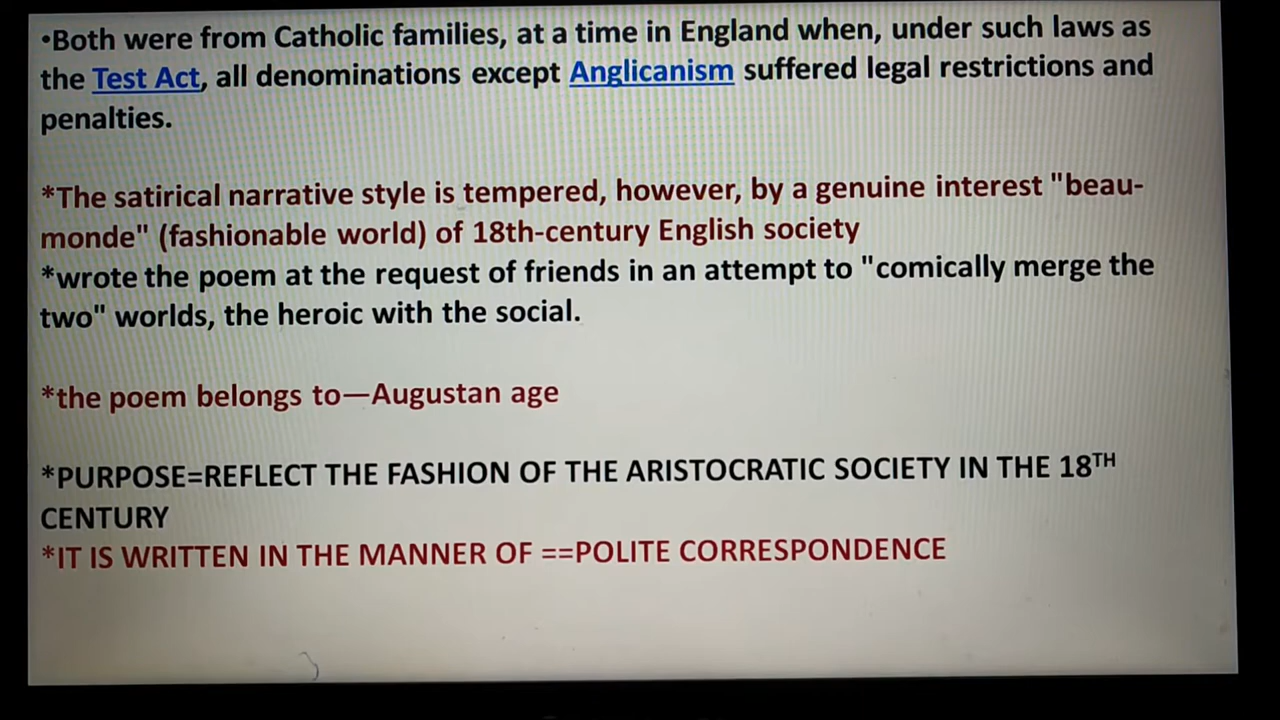 •Both were from Catholic families, at a time in England when, under such laws as
the Test Act, all denominations except Anglicanism suffered legal restrictions and
penalties.
*The satirical narrative style is tempered, however, by a genuine interest "beau-
monde" (fashionable world) of 18th-century English society
*wrote the poem at the request of friends in an attempt to "comically merge the
two" worlds, the heroic with the social.
*the poem belongs to—Augustan age
*PURPOSE=REFLECT THE FASHION OF THE ARISTOCRATIC SOCIETY IN THE 18TH
CENTURY
*IT IS WRITTEN IN THE MANNER OF ==POLITE CORRESPONDENCE